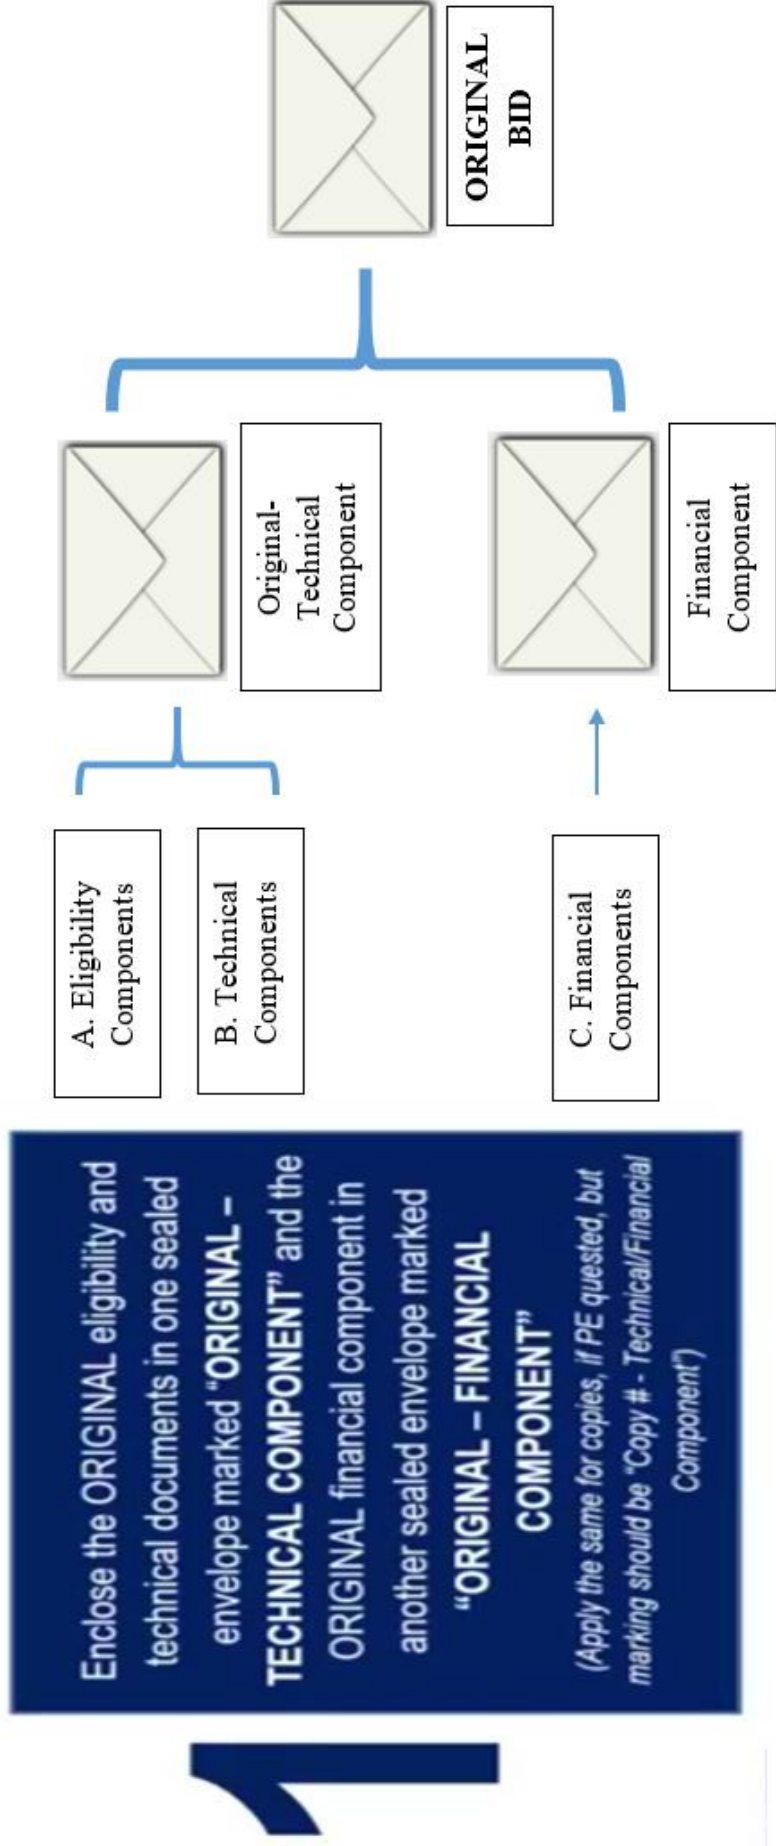 1
Enclose the ORIGINAL eligibility and
technical documents in one sealed
envelope marked “ORIGINAL –
TECHNICAL COMPONENT” and the
ORIGINAL financial component in
another sealed envelope marked
“ORIGINAL – FINANCIAL
COMPONENT”
(Apply the same for copies, if PE quested, but
marking should be “Copy # - Technical/Financial
Component”)
A. Eligibility
Components
B. Technical
Components
C. Financial
Components
Original-
Technical
Component
Financial
Component
ORIGINAL
BID